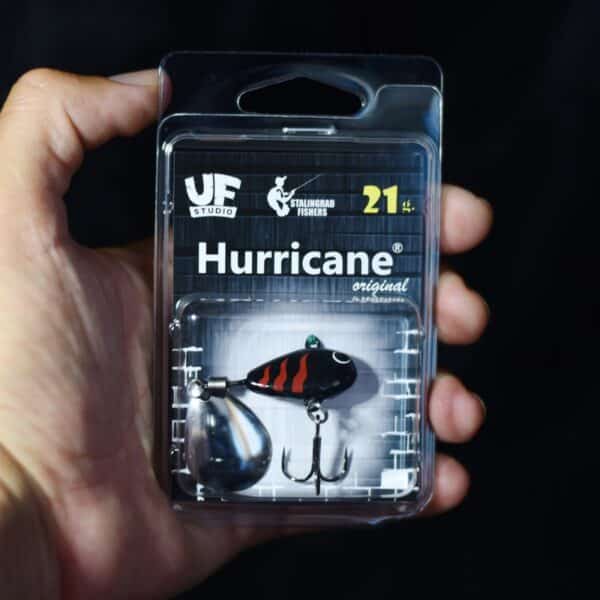 UF
STUDIO
STALINGRAD
FISHERS
21 g.
Hurricane®
original